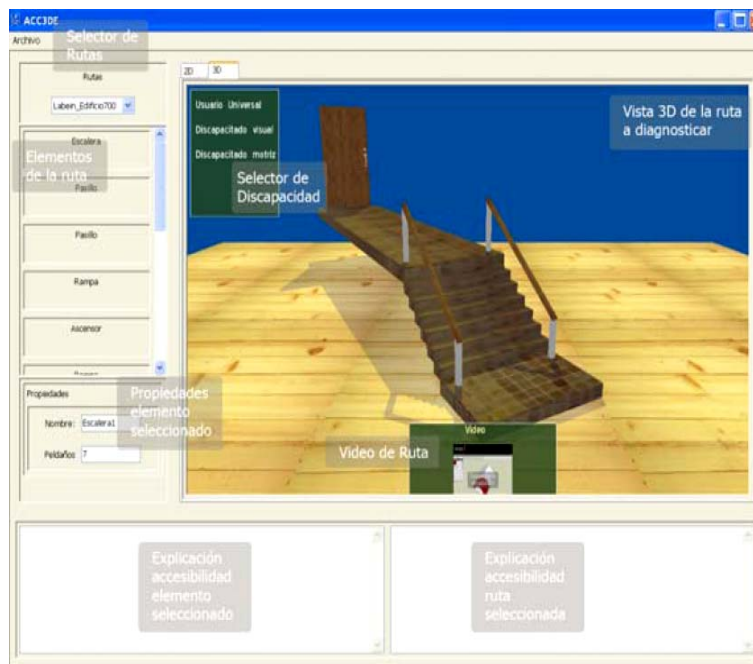 ACC3DE
Archivo
Selector de
Rutas
Rutas
Labein_Edificio700
Escalera
Elementos
de la ruta
Pasillo
Pasillo
Rampa
Ascensor
Propiedades
Propiedades
elemento
seleccionado
Nombre: Escalera1
Peldaños 7
2D 3D
Usuario Universal
Discapacitado visual
Discapacitado motriz
Selector de
Discapacidad
Vista 3D de la ruta
a diagnosticar
Video de Ruta
Video
Explicación
accesibilidad
elemento
seleccionado
Explicación
accesibilidad
ruta
seleccionada